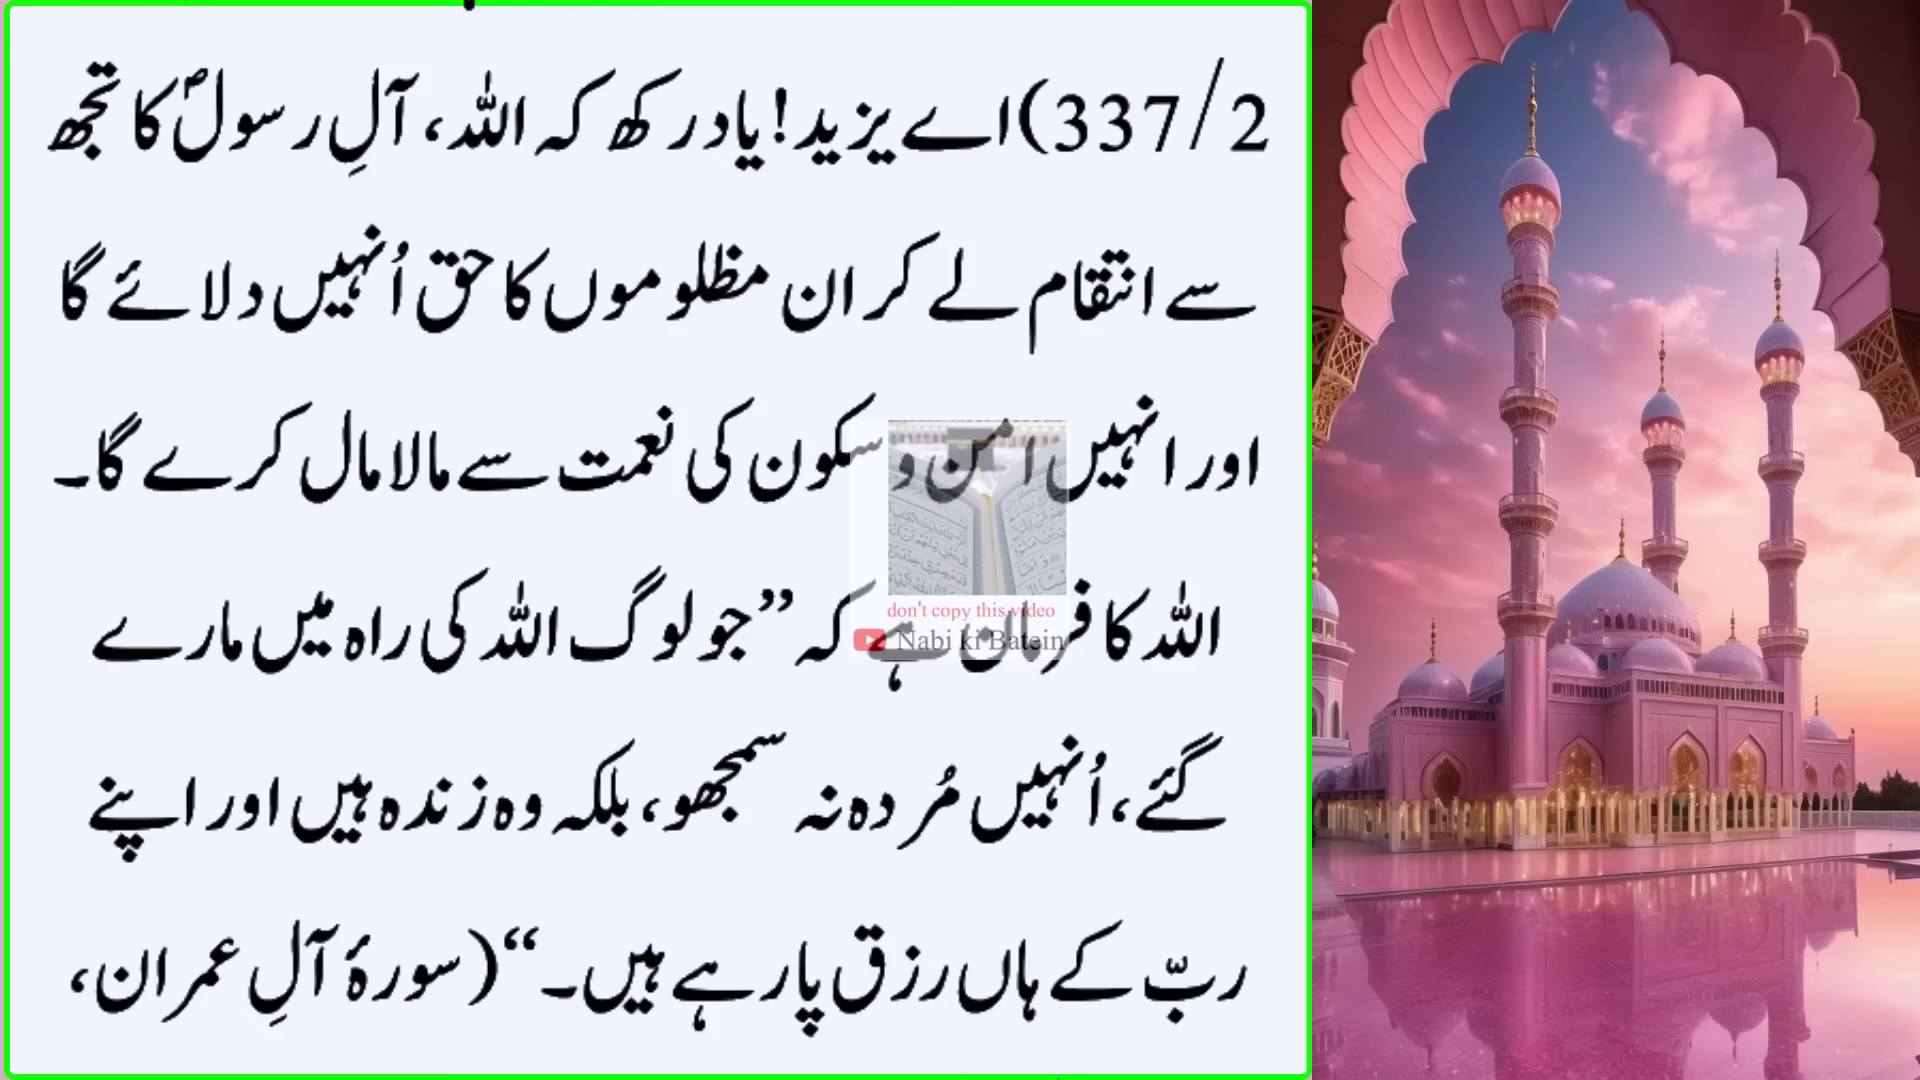 337/2) اے یزید! یاد رکھ کہ اللہ، آلِ رسولؐ کا تجھ
سے انتقام لے کر ان مظلوموں کا حق اُنہیں دلائے گا
اور انہیں امن و سکون کی نعمت سے مالا مال کرے گا۔
اللہ کا فرمان ہے کہ ”جو لوگ اللہ کی راہ میں مارے
گئے، اُنہیں مُردہ نہ سمجھو، بلکہ وہ زندہ ہیں اور اپنے
ربّ کے ہاں رزق پا رہے ہیں۔“ (سورۂ آلِ عمران،
don't copy this video
Nabi ki Batein